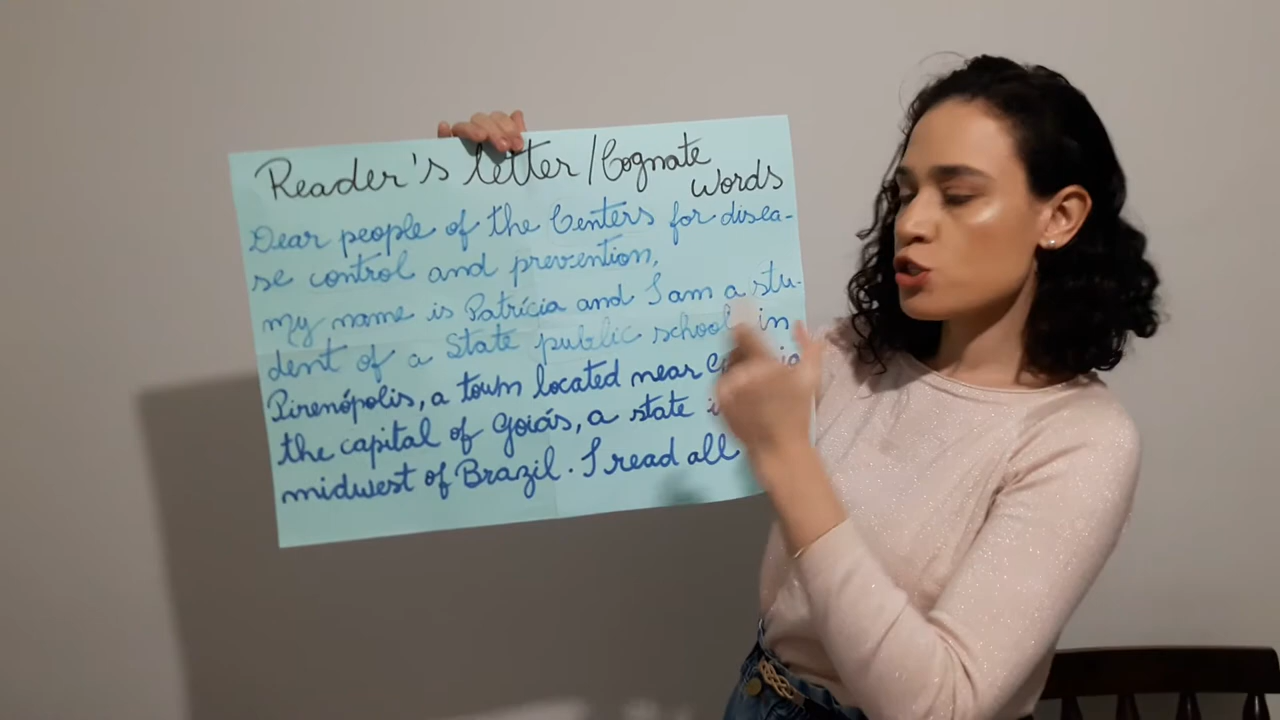 Reader's letter/Cognate
words
Dear people of the Centers for disea-
se control and prevention,
my name is Patrícia and I am a stu-
dent of a State public school in
Pirenópolis, a town located near
the capital of Goiás, a state
midwest of Brazil. I read all